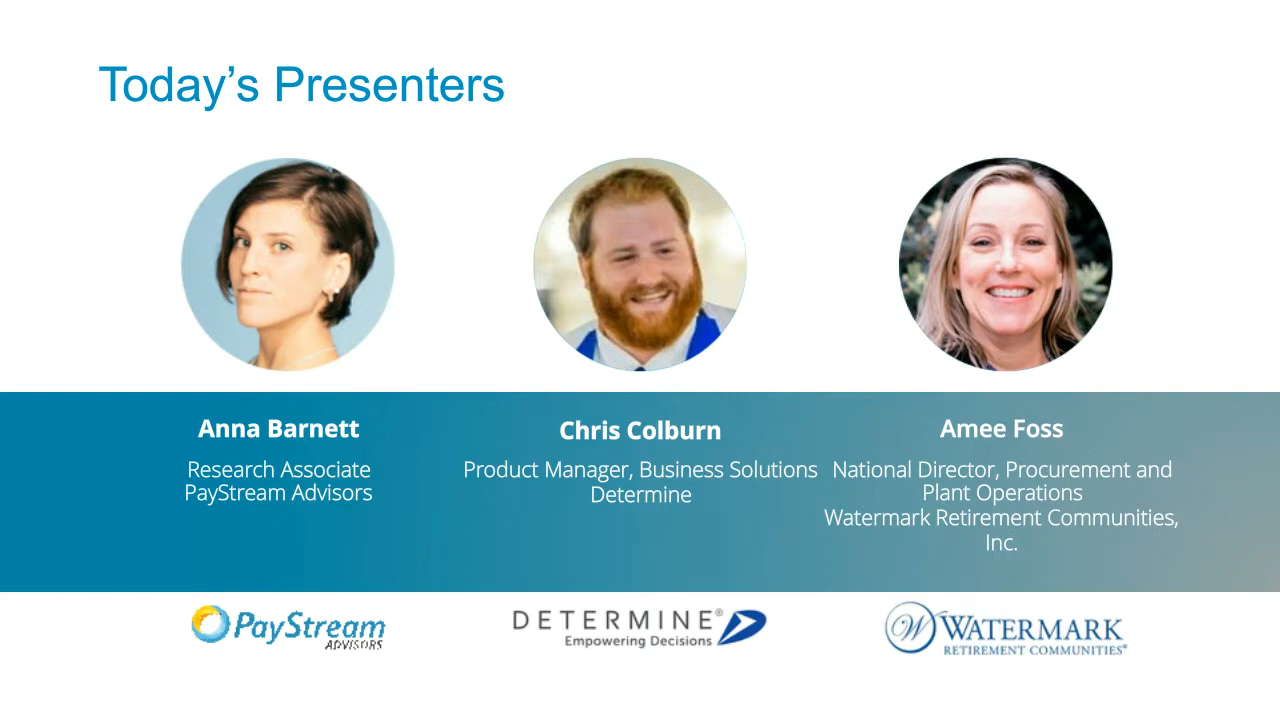 Today’s Presenters
Anna Barnett
Research Associate
PayStream Advisors
Chris Colburn
Product Manager, Business Solutions
Determine
Amee Foss
National Director, Procurement and
Plant Operations
Watermark Retirement Communities,
Inc.
PayStream
ADVISORS
DETERMINE®
Empowering Decisions
W WATERMARK
RETIREMENT COMMUNITIES®